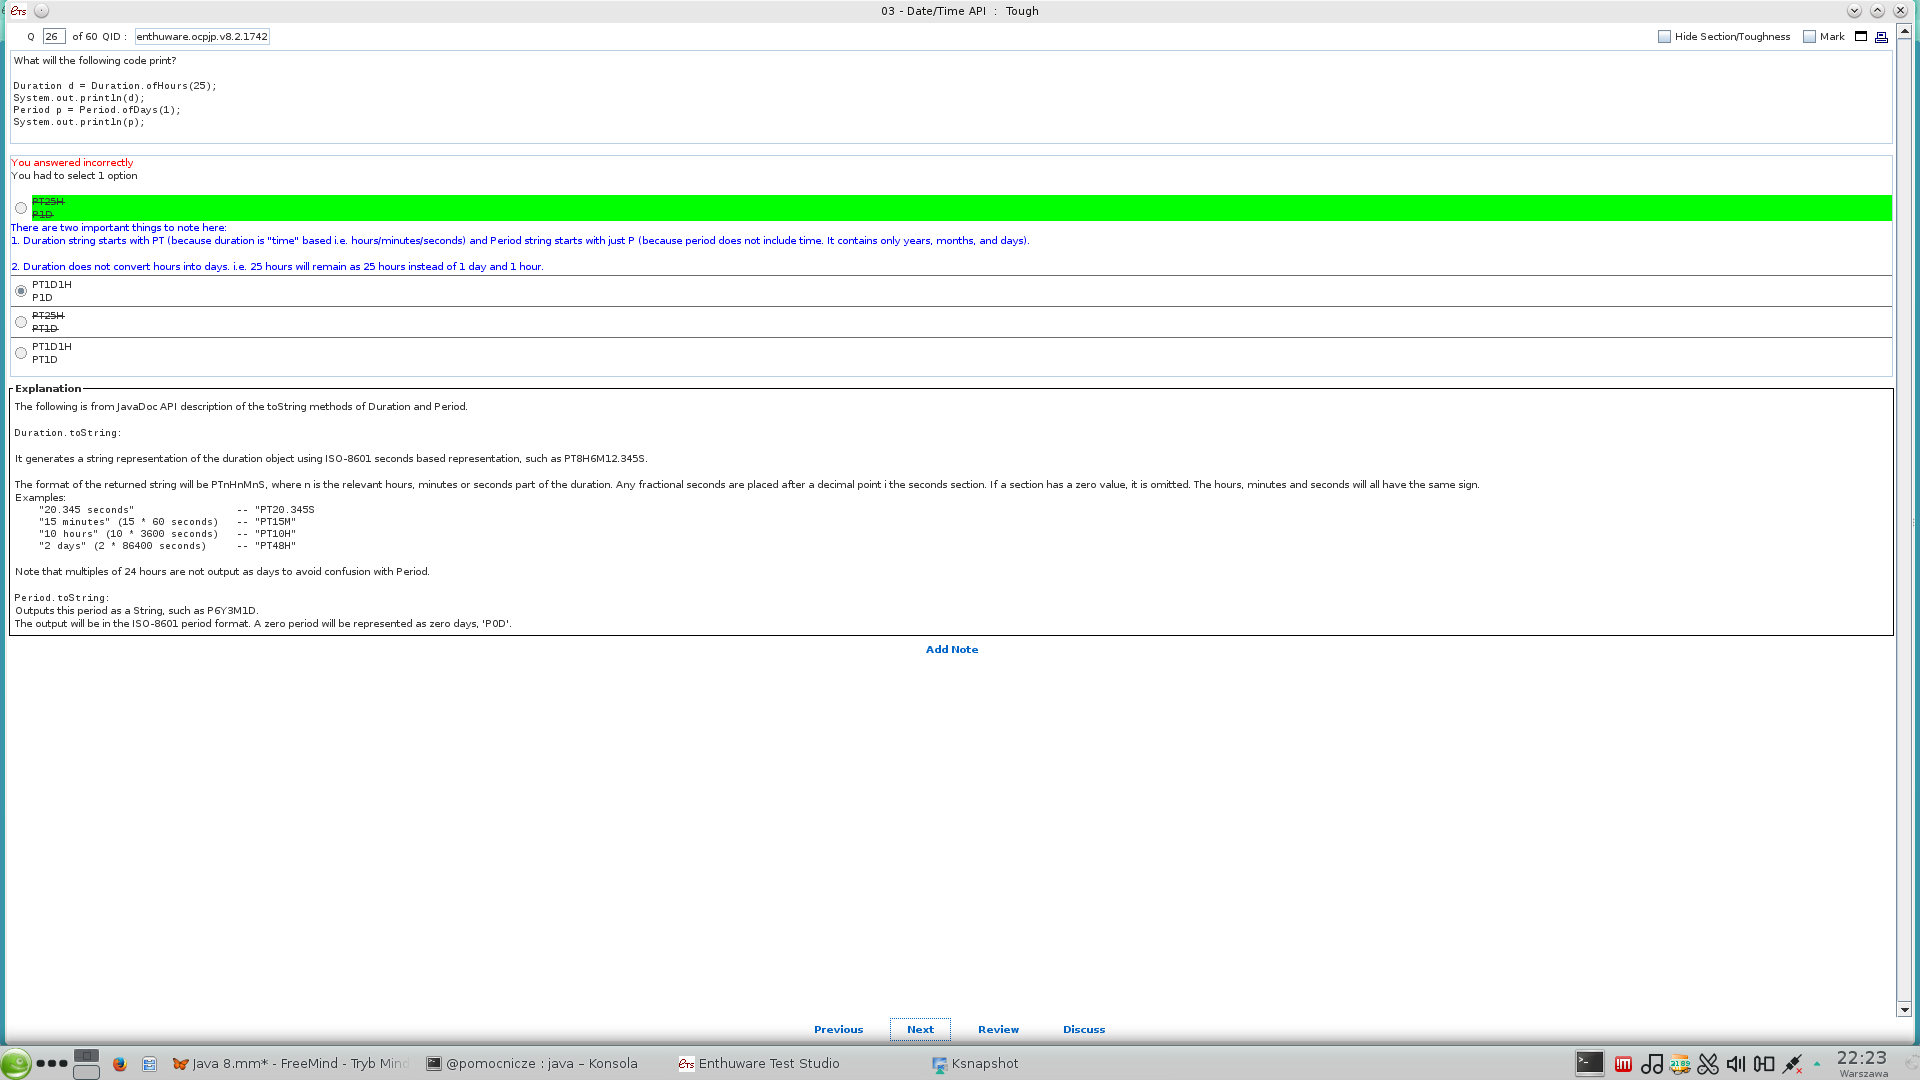 ETS
03 - Date/Time API : Tough
Q 26 of 60 QID : enthuware.ocpjp.v8.2.1742
Hide Section/Toughness Mark
What will the following code print?
Duration d = Duration.ofHours(25);
System.out.println(d);
Period p = Period.ofDays(1);
System.out.println(p);
You answered incorrectly
You had to select 1 option
PT25H
P1D
There are two important things to note here:
1. Duration string starts with PT (because duration is "time" based i.e. hours/minutes/seconds) and Period string starts with just P (because period does not include time. It contains only years, months, and days).
2. Duration does not convert hours into days. i.e. 25 hours will remain as 25 hours instead of 1 day and 1 hour.
PT1D1H
P1D
PT25H
PT1D
PT1D1H
PT1D
Explanation
The following is from JavaDoc API description of the toString methods of Duration and Period.
Duration.toString:
It generates a string representation of the duration object using ISO-8601 seconds based representation, such as PT8H6M12.345S.
The format of the returned string will be PTnHnMnS, where n is the relevant hours, minutes or seconds part of the duration. Any fractional seconds are placed after a decimal point i the seconds section. If a section has a zero value, it is omitted. The hours, minutes and seconds will all have the same sign.
Examples:
"20.345 seconds" -- "PT20.345S
"15 minutes" (15 * 60 seconds) -- "PT15M"
"10 hours" (10 * 3600 seconds) -- "PT10H"
"2 days" (2 * 86400 seconds) -- "PT48H"
Note that multiples of 24 hours are not output as days to avoid confusion with Period.
Period.toString:
Outputs this period as a String, such as P6Y3M1D.
The output will be in the ISO-8601 period format. A zero period will be represented as zero days, 'P0D'.
Add Note
Previous Next Review Discuss
Java 8.mm* - FreeMind - Tryb Mind
@pomocnicze : java – Konsola
ETS Enthuware Test Studio
Ksnapshot
22:23
Warszawa